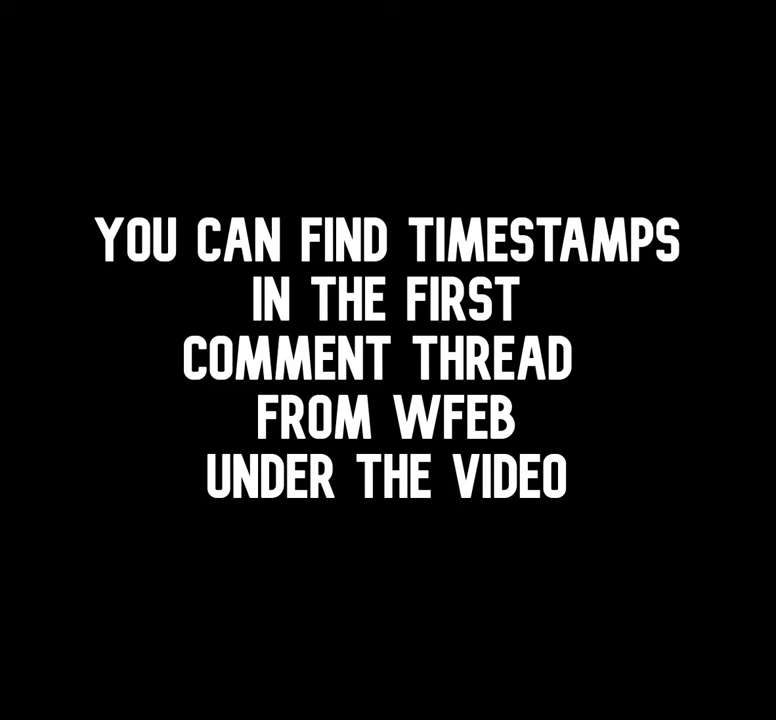 YOU CAN FIND TIMESTAMPS
IN THE FIRST
COMMENT THREAD
FROM WFEB
UNDER THE VIDEO